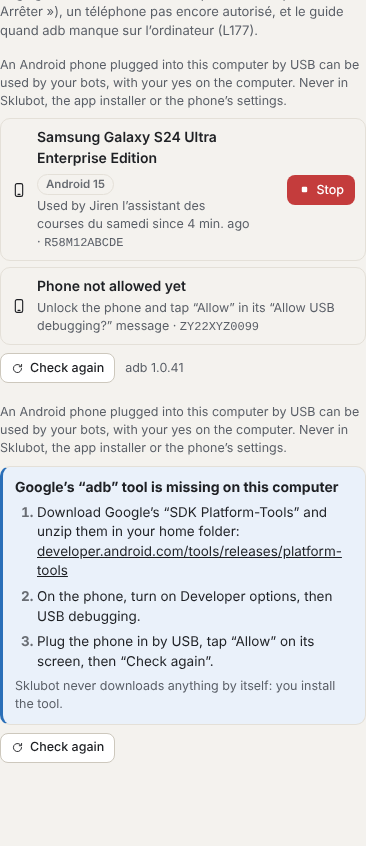 Arrêter »), un téléphone pas encore autorisé, et le guide
quand adb manque sur l’ordinateur (L177).
An Android phone plugged into this computer by USB can be
used by your bots, with your yes on the computer. Never in
Sklubot, the app installer or the phone’s settings.
Samsung Galaxy S24 Ultra
Enterprise Edition
Android 15
Used by Jiren l’assistant des
courses du samedi since 4 min. ago
· R58M12ABCDE
Stop
Phone not allowed yet
Unlock the phone and tap “Allow” in its “Allow USB
debugging?” message · ZY22XYZ0099
Check again
adb 1.0.41
An Android phone plugged into this computer by USB can be
used by your bots, with your yes on the computer. Never in
Sklubot, the app installer or the phone’s settings.
Google’s “adb” tool is missing on this computer
1. Download Google’s “SDK Platform-Tools” and
unzip them in your home folder:
developer.android.com/tools/releases/platform-
tools
2. On the phone, turn on Developer options, then
USB debugging.
3. Plug the phone in by USB, tap “Allow” on its
screen, then “Check again”.
Sklubot never downloads anything by itself: you install
the tool.
Check again